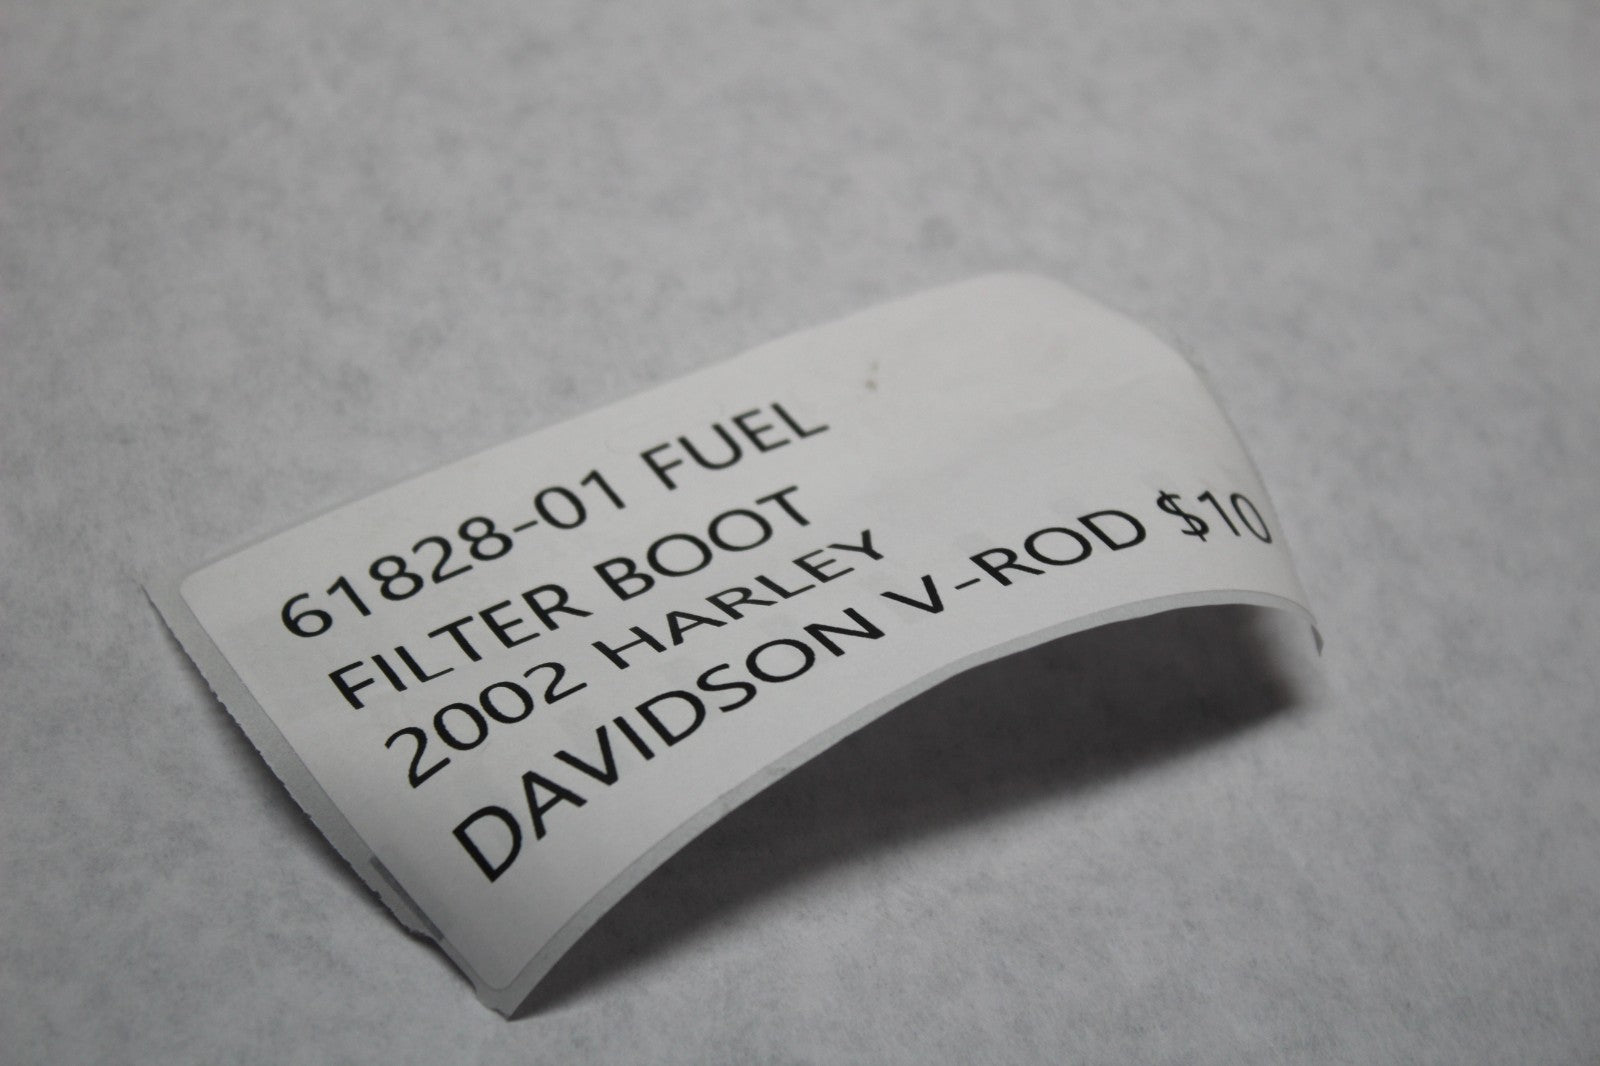 61828-01 FUEL
FILTER BOOT
2002 HARLEY
DAVIDSON V-ROD $10